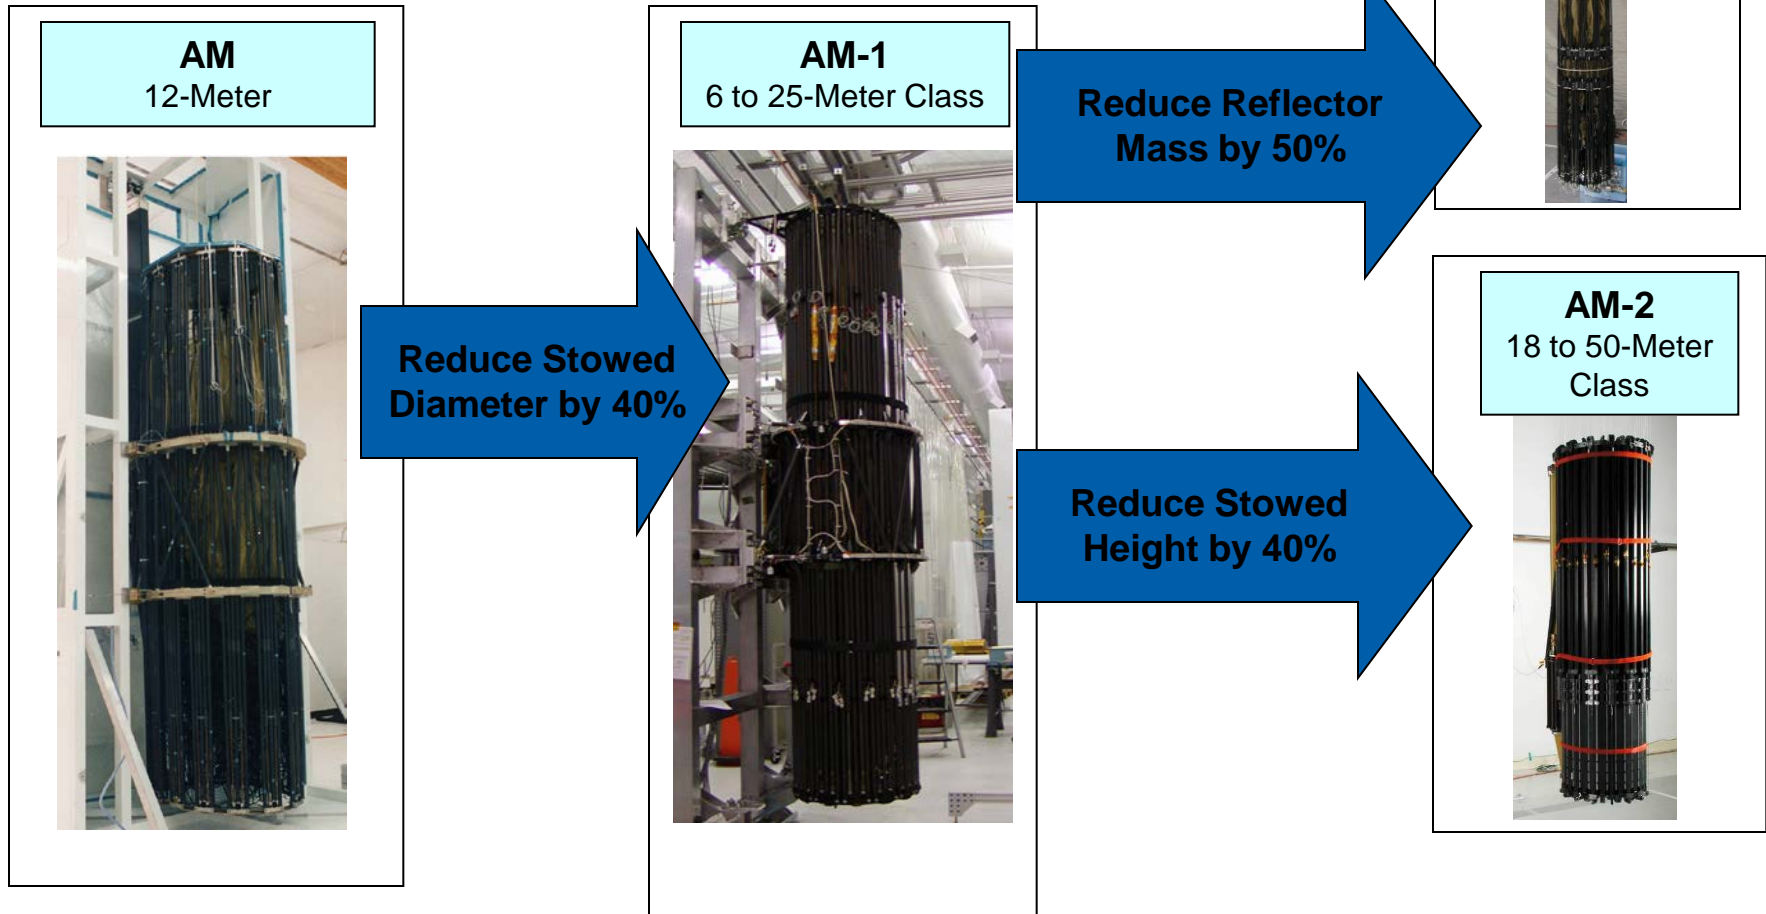 AM
12-Meter
AM-1
6 to 25-Meter Class
Reduce Reflector
Mass by 50%
Reduce Stowed
Diameter by 40%
AM-2
18 to 50-Meter
Class
Reduce Stowed
Height by 40%